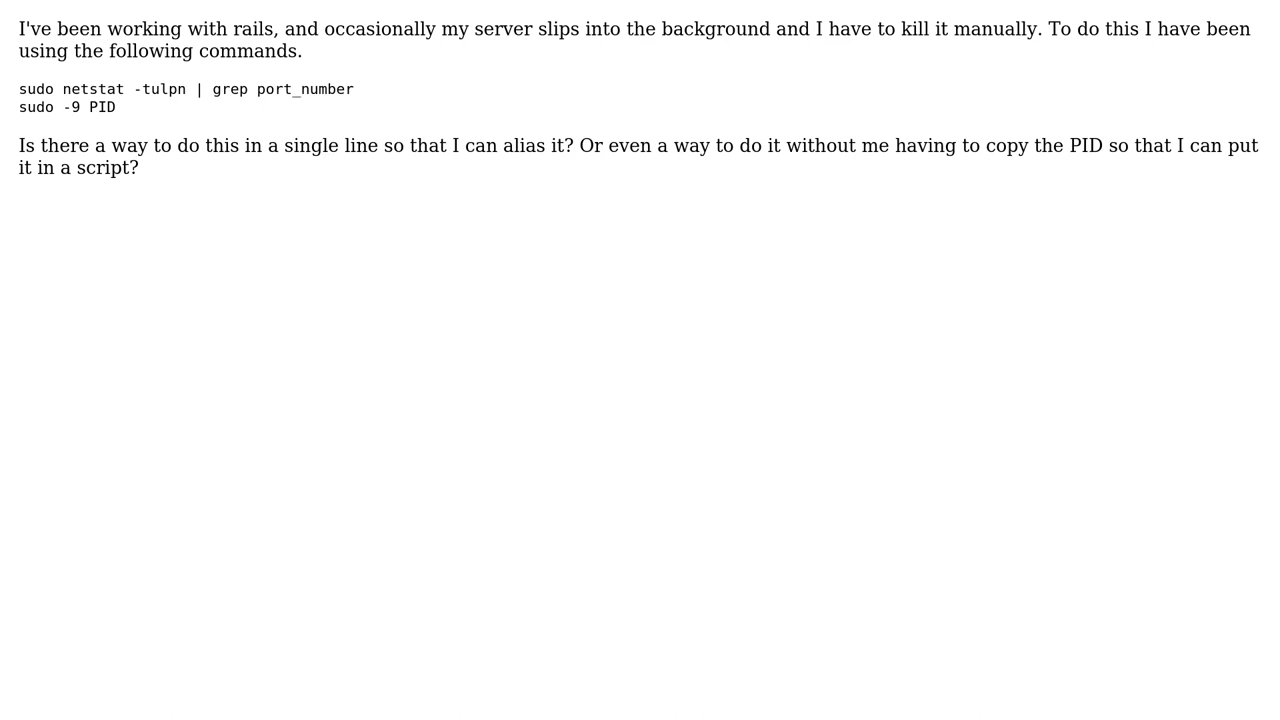 I've been working with rails, and occasionally my server slips into the background and I have to kill it manually. To do this I have been
using the following commands.
sudo netstat -tulpn | grep port_number
sudo -9 PID
Is there a way to do this in a single line so that I can alias it? Or even a way to do it without me having to copy the PID so that I can put
it in a script?